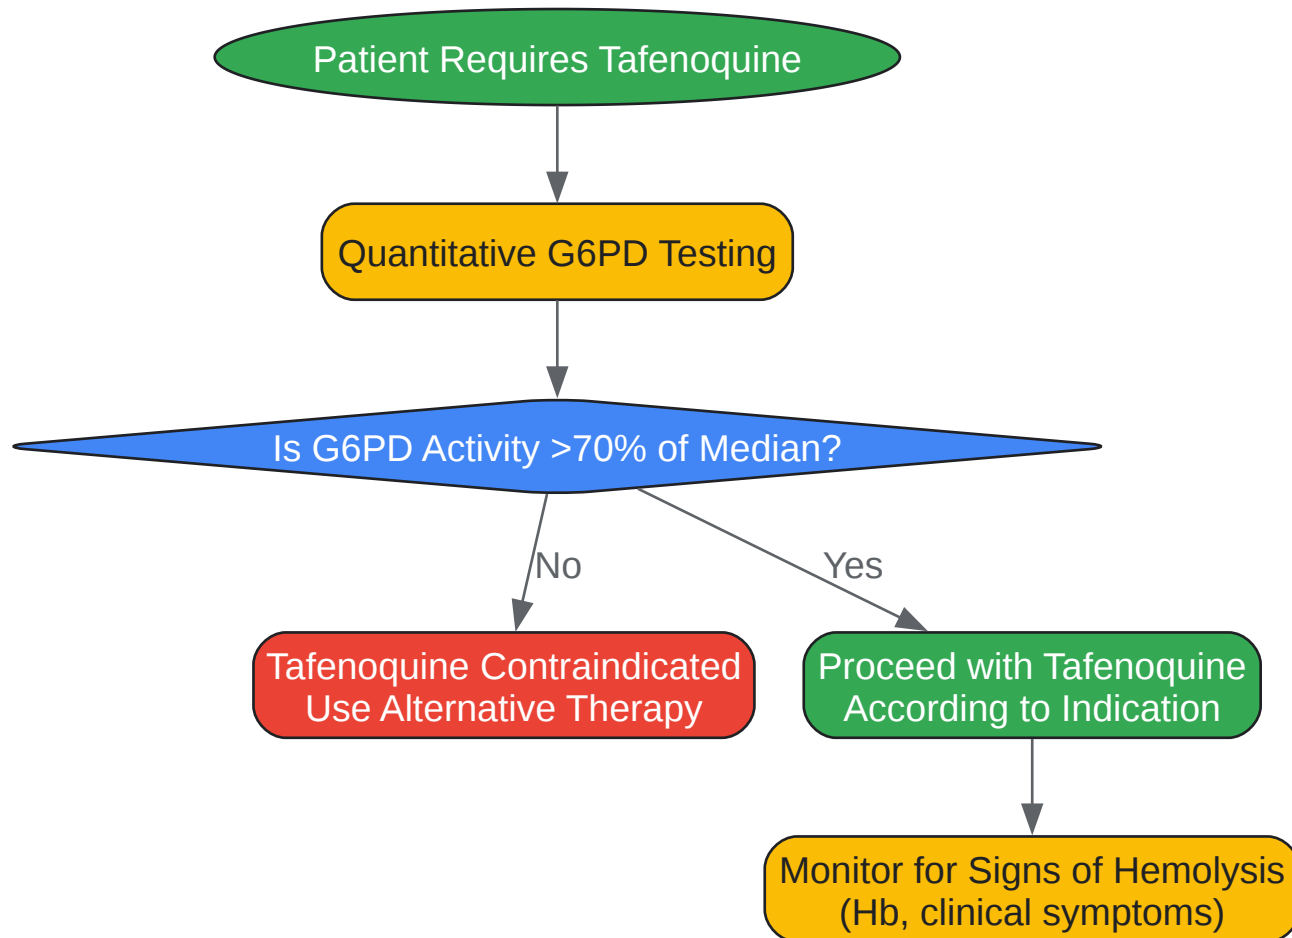 Patient Requires Tafenoquine
Quantitative G6PD Testing
Is G6PD Activity >70% of Median?
No
Yes
Tafenoquine Contraindicated
Use Alternative Therapy
Proceed with Tafenoquine
According to Indication
Monitor for Signs of Hemolysis
(Hb, clinical symptoms)